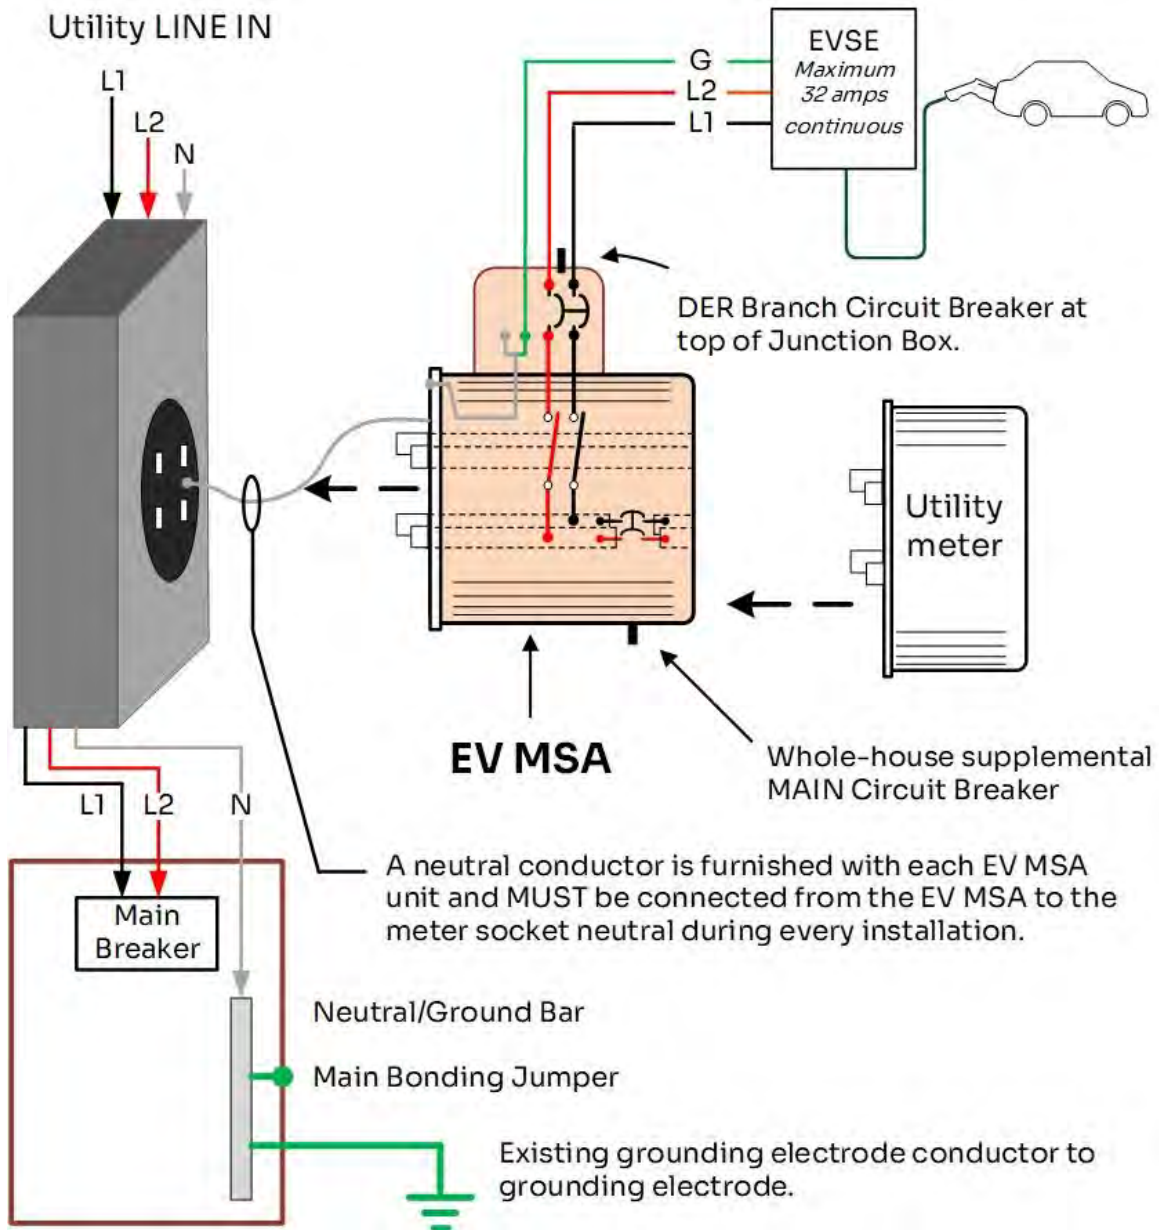 Utility LINE IN
L1
L2
N
G
L2
L1
EVSE
Maximum
32 amps
continuous
DER Branch Circuit Breaker at
top of Junction Box.
Utility
meter
EV MSA
Whole-house supplemental
MAIN Circuit Breaker
L1
L2
N
A neutral conductor is furnished with each EV MSA
unit and MUST be connected from the EV MSA to the
meter socket neutral during every installation.
Main
Breaker
Neutral/Ground Bar
Main Bonding Jumper
Existing grounding electrode conductor to
grounding electrode.